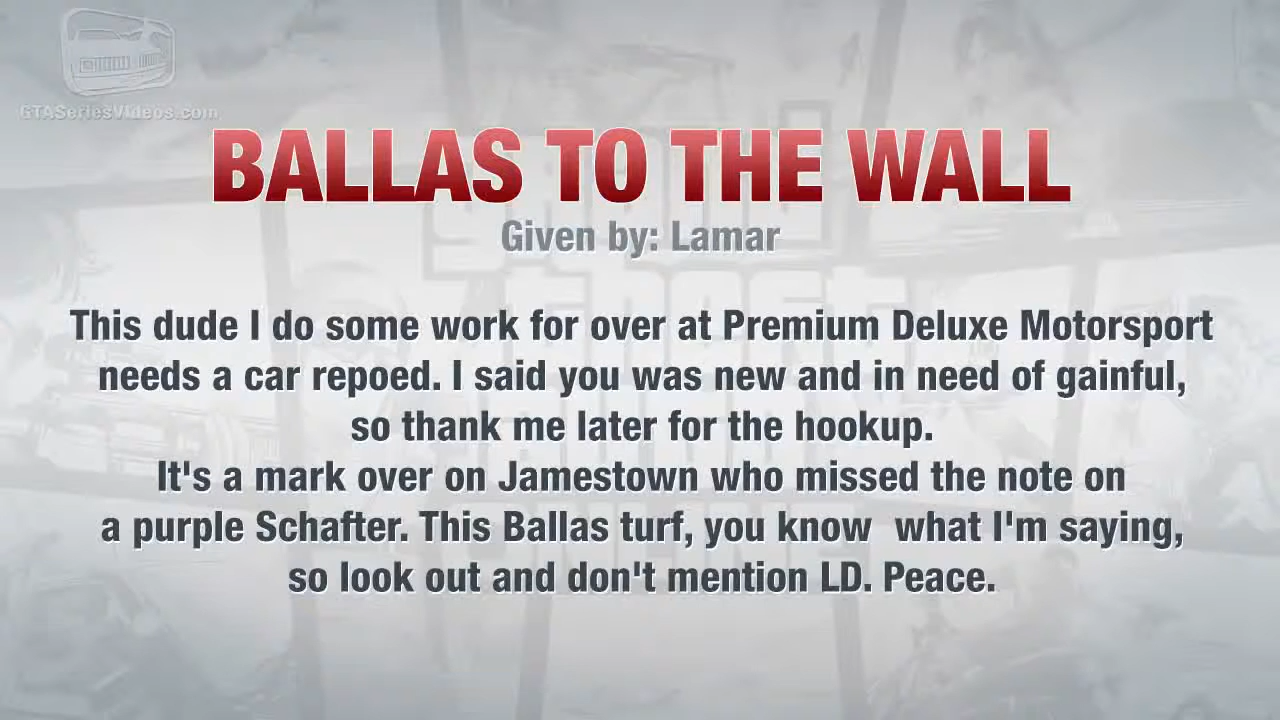 GTASeriesVideos.com
BALLAS TO THE WALL
Given by: Lamar
This dude I do some work for over at Premium Deluxe Motorsport
needs a car repoed. I said you was new and in need of gainful,
so thank me later for the hookup.
It's a mark over on Jamestown who missed the note on
a purple Schafter. This Ballas turf, you know  what I'm saying,
so look out and don't mention LD. Peace.